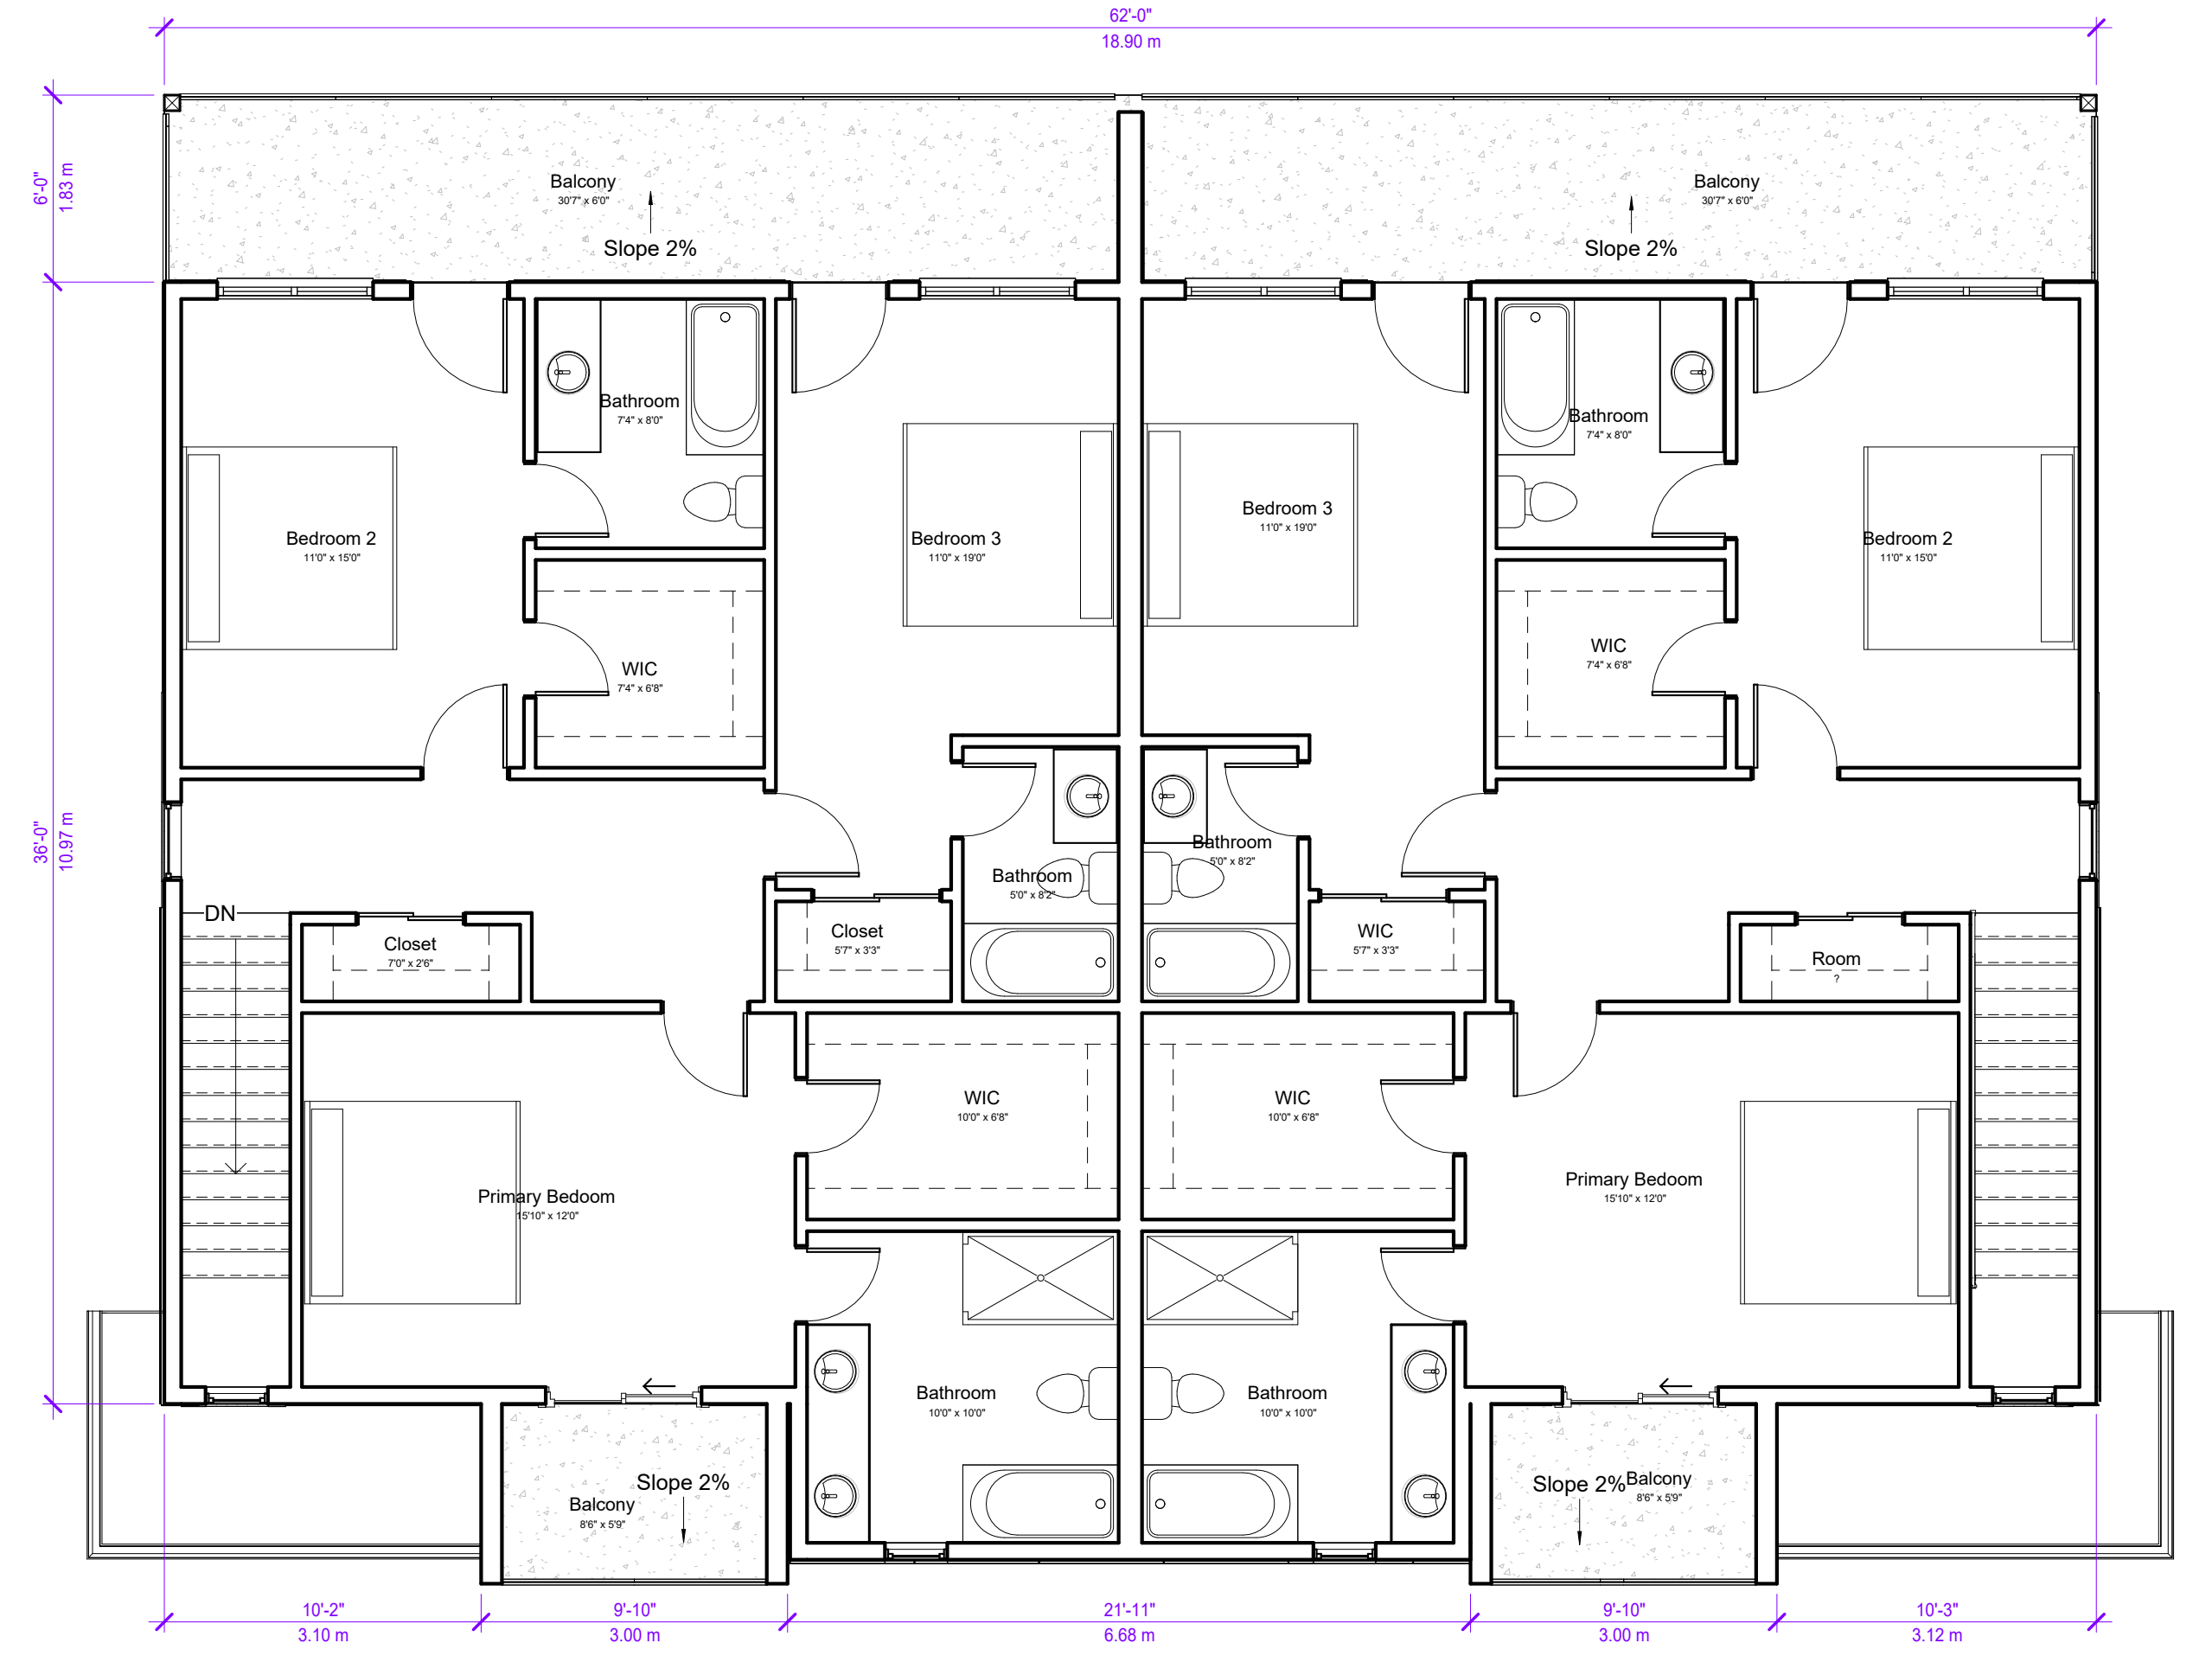 62'-0"
18.90 m
6'-0"
1.83 m
Balcony
30'7" x 6'0"
Slope 2%
Balcony
30'7" x 6'0"
Slope 2%
Bathroom
7'4" x 8'0"
Bathroom
7'4" x 8'0"
Bedroom 2
11'0" x 15'0"
Bedroom 3
11'0" x 19'0"
Bedroom 3
11'0" x 19'0"
Bedroom 2
11'0" x 15'0"
WIC
7'4" x 6'8"
WIC
7'4" x 6'8"
36'-0"
10.97 m
Bathroom
5'0" x 8'2"
Bathroom
5'0" x 8'2"
DN
Closet
7'0" x 2'6"
Closet
5'7" x 3'3"
WIC
5'7" x 3'3"
Room
?
WIC
10'0" x 6'8"
WIC
10'0" x 6'8"
Primary Bedoom
15'10" x 12'0"
Primary Bedoom
15'10" x 12'0"
Bathroom
10'0" x 10'0"
Bathroom
10'0" x 10'0"
Slope 2%
Balcony
8'6" x 5'9"
Slope 2%
Balcony
8'6" x 5'9"
10'-2"
3.10 m
9'-10"
3.00 m
21'-11"
6.68 m
9'-10"
3.00 m
10'-3"
3.12 m